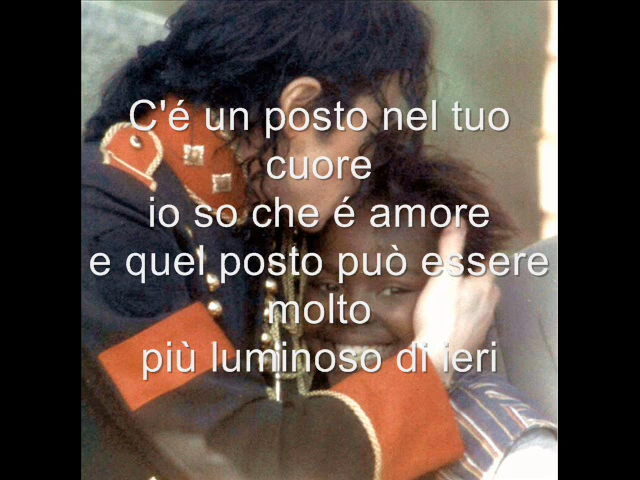 C'é un posto nel tuo
cuore
io so che é amore
e quel posto può essere
molto
più luminoso di ieri